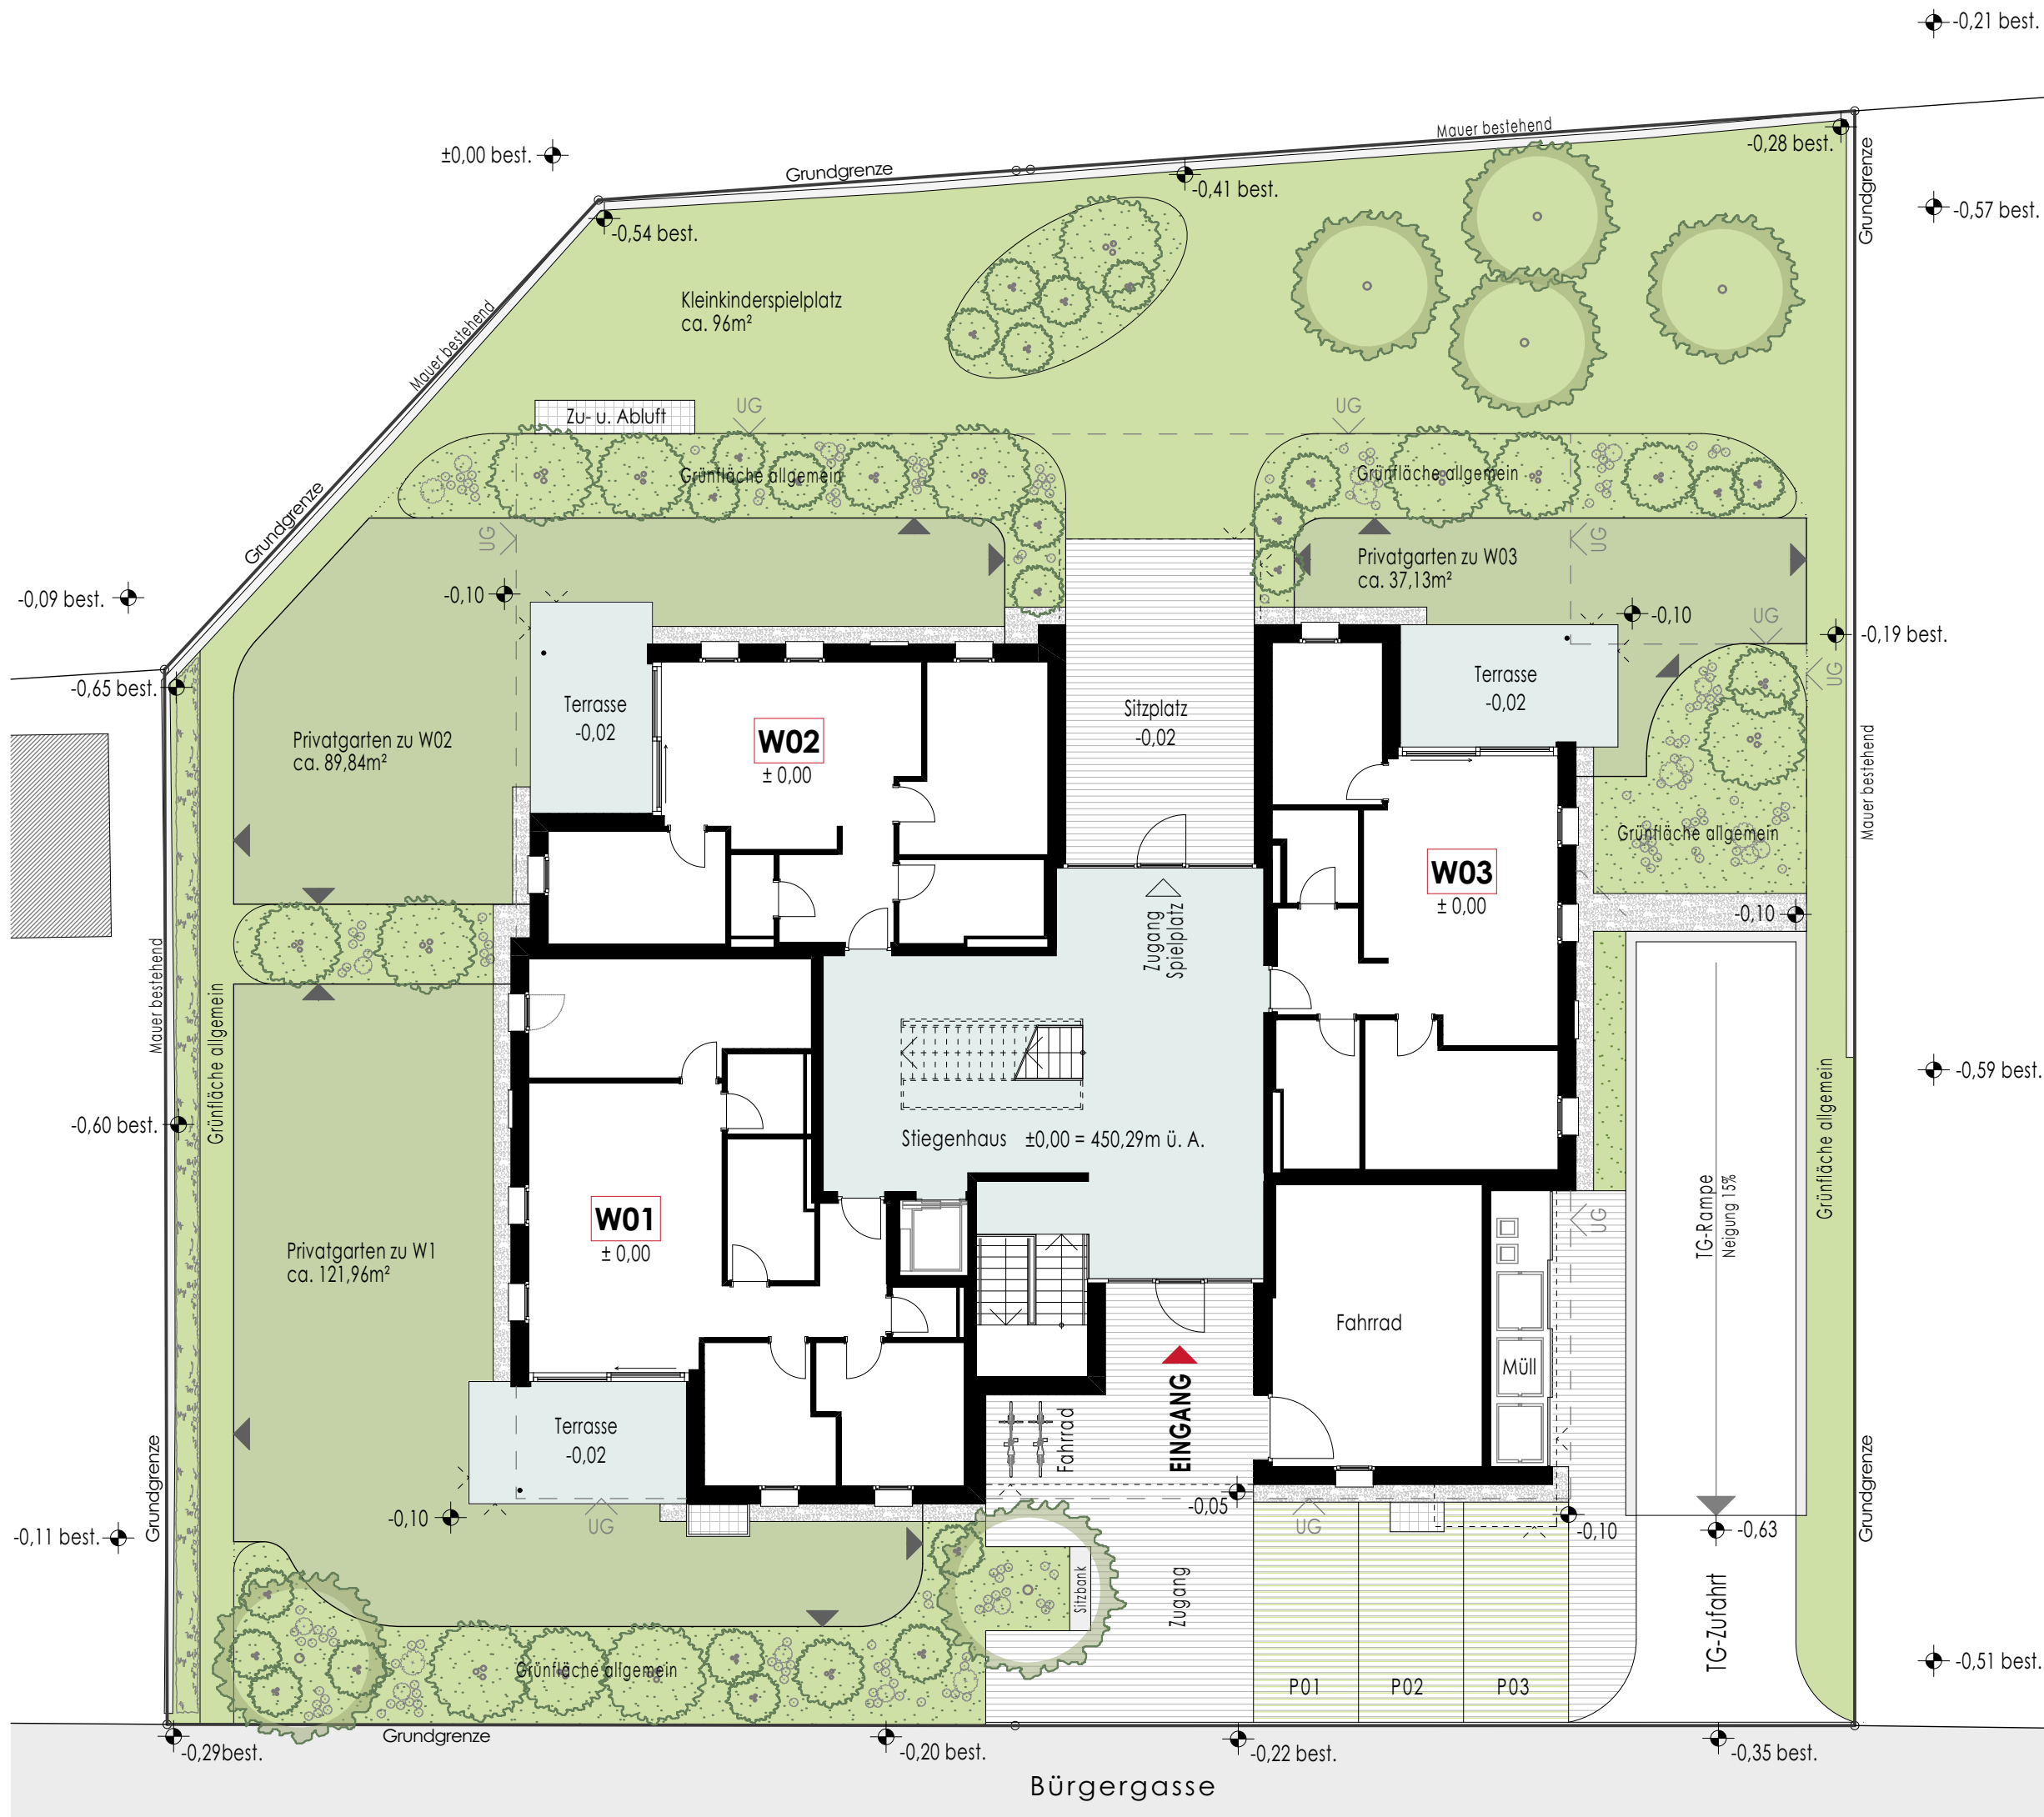 -0,21 best.
Mauer bestehend
-0,28 best.
±0,00 best.
Grundgrenze
-0,41 best.
Grundgrenze
-0,57 best.
-0,54 best.
Kleinkinderspielplatz
ca. 96m²
Mauer bestehend
Zu- u. Abluft
UG
UG
Grünfläche allgemein
Grünfläche allgemein
Grundgrenze
UG
UG
Privatgarten zu W03
ca. 37,13m²
-0,09 best.
-0,10
-0,10
UG
-0,19 best.
-0,65 best.
UG
Terrasse
-0,02
Terrasse
-0,02
Sitzplatz
-0,02
Privatgarten zu W02
ca. 89,84m²
W02
± 0,00
Mauer bestehend
Grünfläche allgemein
W03
± 0,00
-0,10
Zugang
Spielplatz
Mauer bestehend
Grünfläche allgemein
-0,59 best.
-0,60 best.
Stiegenhaus ±0,00 = 450,29m ü. A.
Grünfläche allgemein
W01
± 0,00
TG-Rampe
Neigung 15%
UG
Privatgarten zu W1
ca. 121,96m²
Fahrrad
Müll
EINGANG
Fahrrad
Terrasse
-0,02
Grundgrenze
Grundgrenze
-0,05
-0,10
UG
UG
-0,10
-0,63
-0,11 best.
Sitzbank
Zugang
TG-Zufahrt
Grünfläche allgemein
-0,51 best.
P01
P02
P03
Grundgrenze
-0,29best.
-0,20 best.
-0,22 best.
-0,35 best.
Bürgergasse